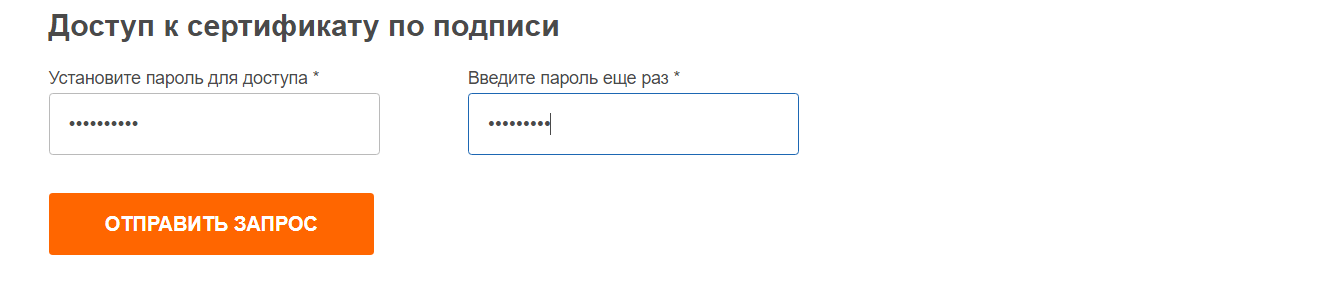 Доступ к сертификату по подписи
Установите пароль для доступа *
Введите пароль еще раз *
••••••••••
•••••••••
ОТПРАВИТЬ ЗАПРОС